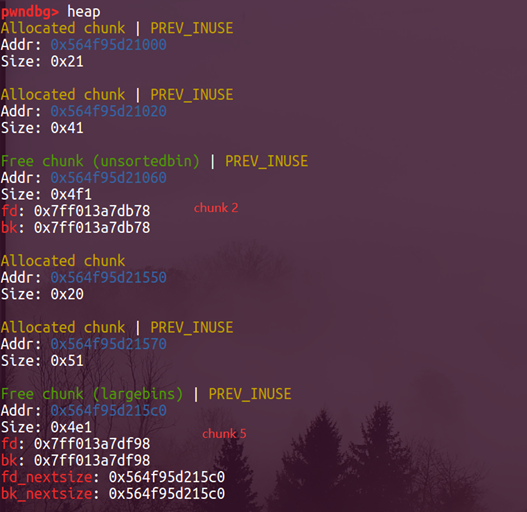 pwndbg> heap
Allocated chunk | PREV_INUSE
Addr: 0x564f95d21000
Size: 0x21
Allocated chunk | PREV_INUSE
Addr: 0x564f95d21020
Size: 0x41
Free chunk (unsortedbin) | PREV_INUSE
Addr: 0x564f95d21060
Size: 0x4f1
fd: 0x7ff013a7db78
chunk 2
bk: 0x7ff013a7db78
Allocated chunk
Addr: 0x564f95d21550
Size: 0x20
Allocated chunk | PREV_INUSE
Addr: 0x564f95d21570
Size: 0x51
Free chunk (largebins) | PREV_INUSE
Addr: 0x564f95d215c0
Size: 0x4e1
chunk 5
fd: 0x7ff013a7df98
bk: 0x7ff013a7df98
fd_nextsize: 0x564f95d215c0
bk_nextsize: 0x564f95d215c0